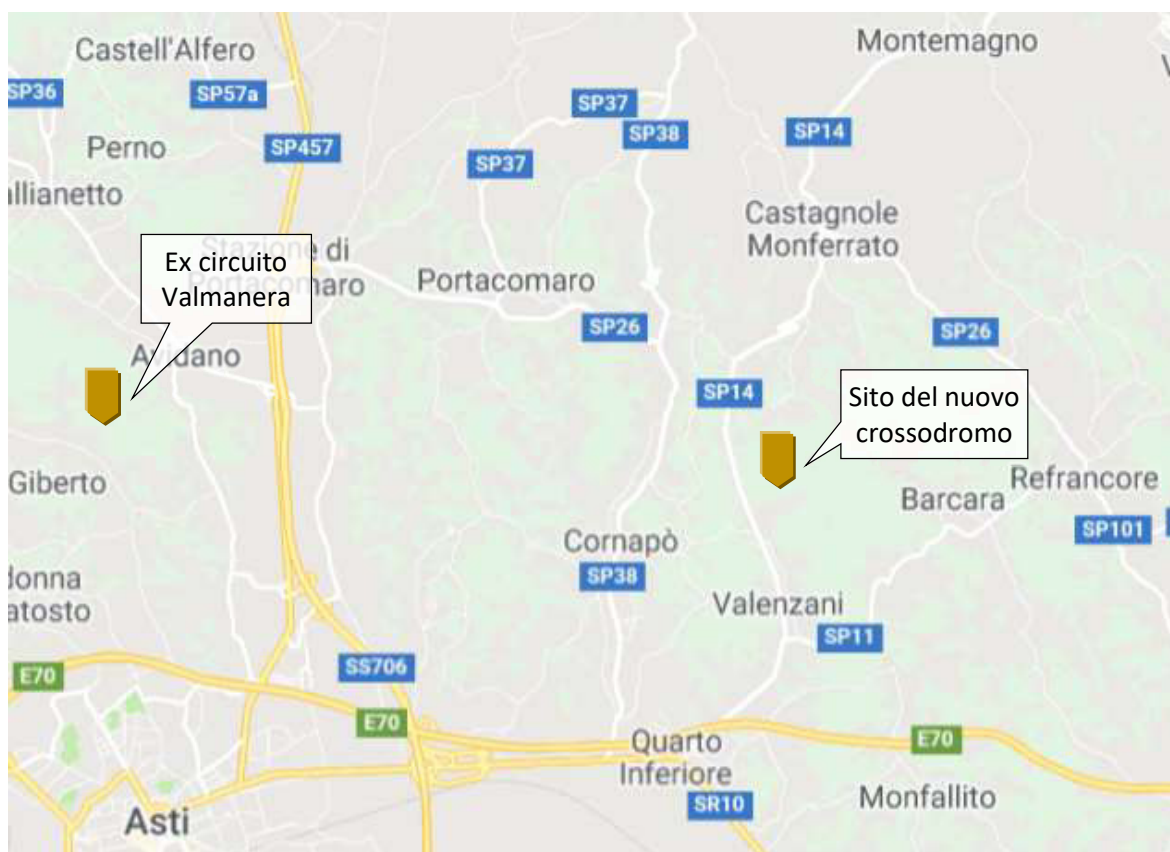 Castell'Alfero
Montemagno
V
SP36
SP57a
SP37
SP38
SP14
Perno
SP457
SP37
allianetto
Castagnole
Monferrato
Stazione di
Portacomaro
Ex circuito
Valmanera
Portacomaro
SP26
SP26
Avidano
SP14
Sito del nuovo
crossodromo
Giberto
Refrancore
Barcara
SP101
Cornapò
SP38
donna
atosto
Valenzani
SP11
E70
SS706
E70
E70
Quarto
Inferiore
SR10
Monfallito
Asti